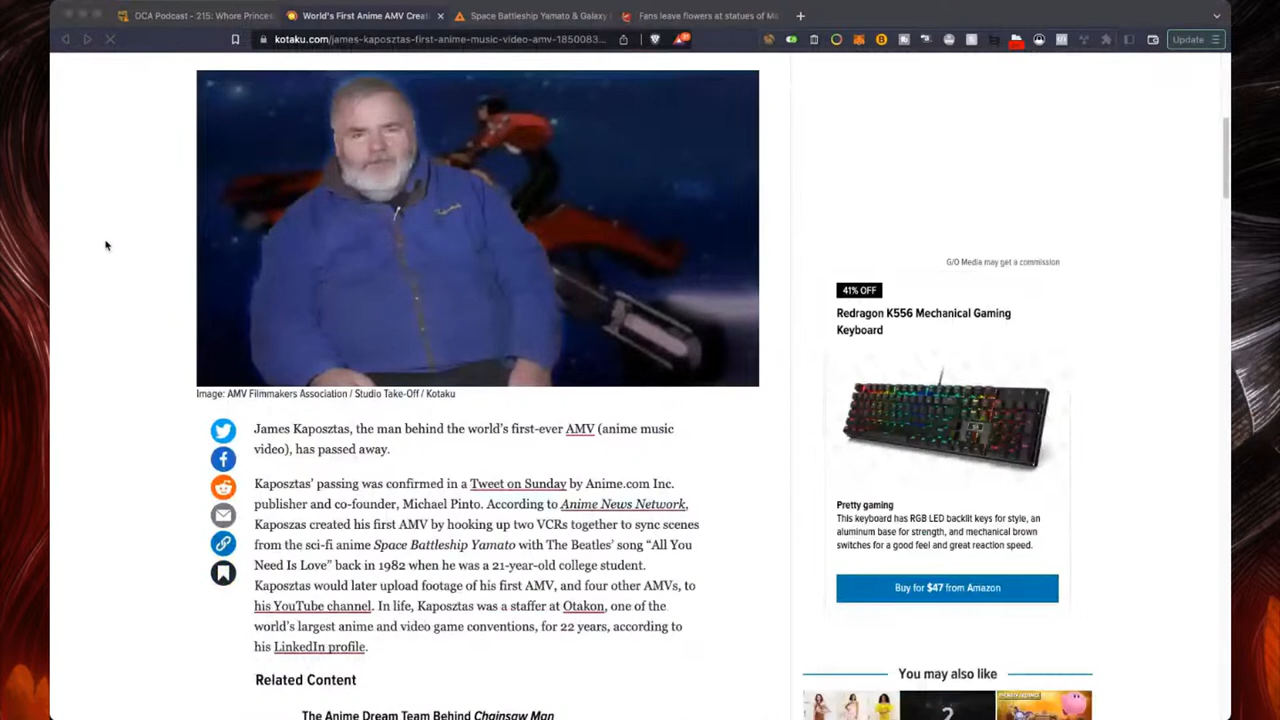 OCA Podcast - 215: Whore Princes
World's First Anime AMV Creat
Space Battleship Yamato & Galaxy
Fans leave flowers at statues of Ma
kotaku.com/james-kaposztas-first-anime-music-video-amv-1850083...
Update
G/O Media may get a commission
41% OFF
Redragon K556 Mechanical Gaming
Keyboard
Image: AMV Filmmakers Association / Studio Take-Off / Kotaku
James Kaposztas, the man behind the world's first-ever AMV (anime music
video), has passed away.
Kaposztas' passing was confirmed in a Tweet on Sunday by Anime.com Inc.
publisher and co-founder, Michael Pinto. According to Anime News Network,
Kaposzas created his first AMV by hooking up two VCRs together to sync scenes
from the sci-fi anime Space Battleship Yamato with The Beatles' song "All You
Need Is Love" back in 1982 when he was a 21-year-old college student.
Kaposztas would later upload footage of his first AMV, and four other AMVs, to
his YouTube channel. In life, Kaposztas was a staffer at Otakon, one of the
world's largest anime and video game conventions, for 22 years, according to
his LinkedIn profile.
Related Content
The Anime Dream Team Behind Chainsaw Man
Pretty gaming
This keyboard has RGB LED backlit keys for style, an
aluminum base for strength, and mechanical brown
switches for a good feel and great reaction speed.
Buy for $47 from Amazon
You may also like
2